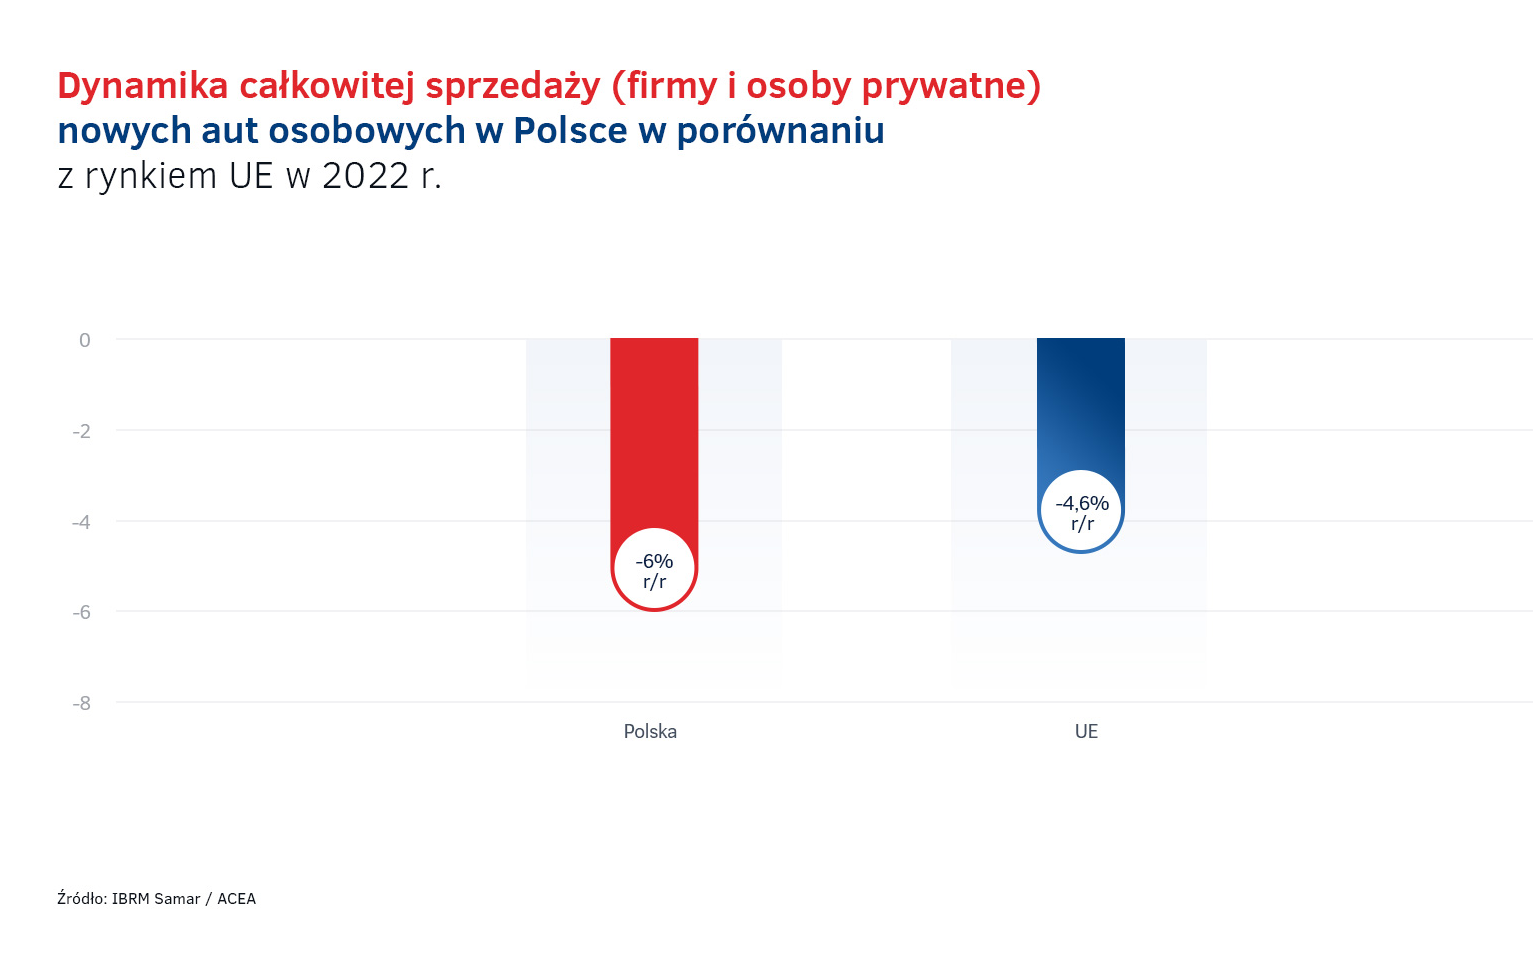 Dynamika całkowitej sprzedaży (firmy i osoby prywatne)
nowych aut osobowych w Polsce w porównaniu
z rynkiem UE w 2022 r.
0
-2
-4
-6
-8
-6%
r/r
-4,6%
r/r
Polska
UE
Źródło: IBRM Samar / ACEA